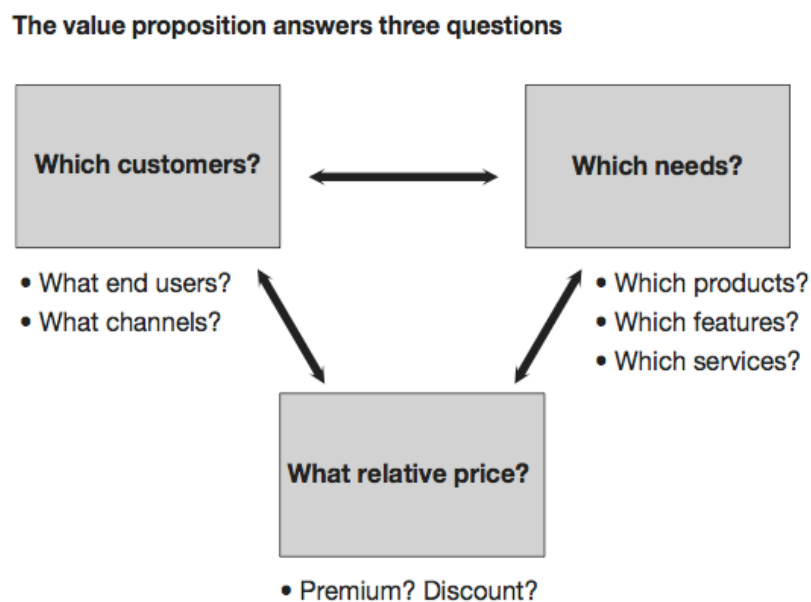 The value proposition answers three questions
Which customers?
Which needs?
• What end users?
• What channels?
• Which products?
• Which features?
• Which services?
What relative price?
• Premium? Discount?